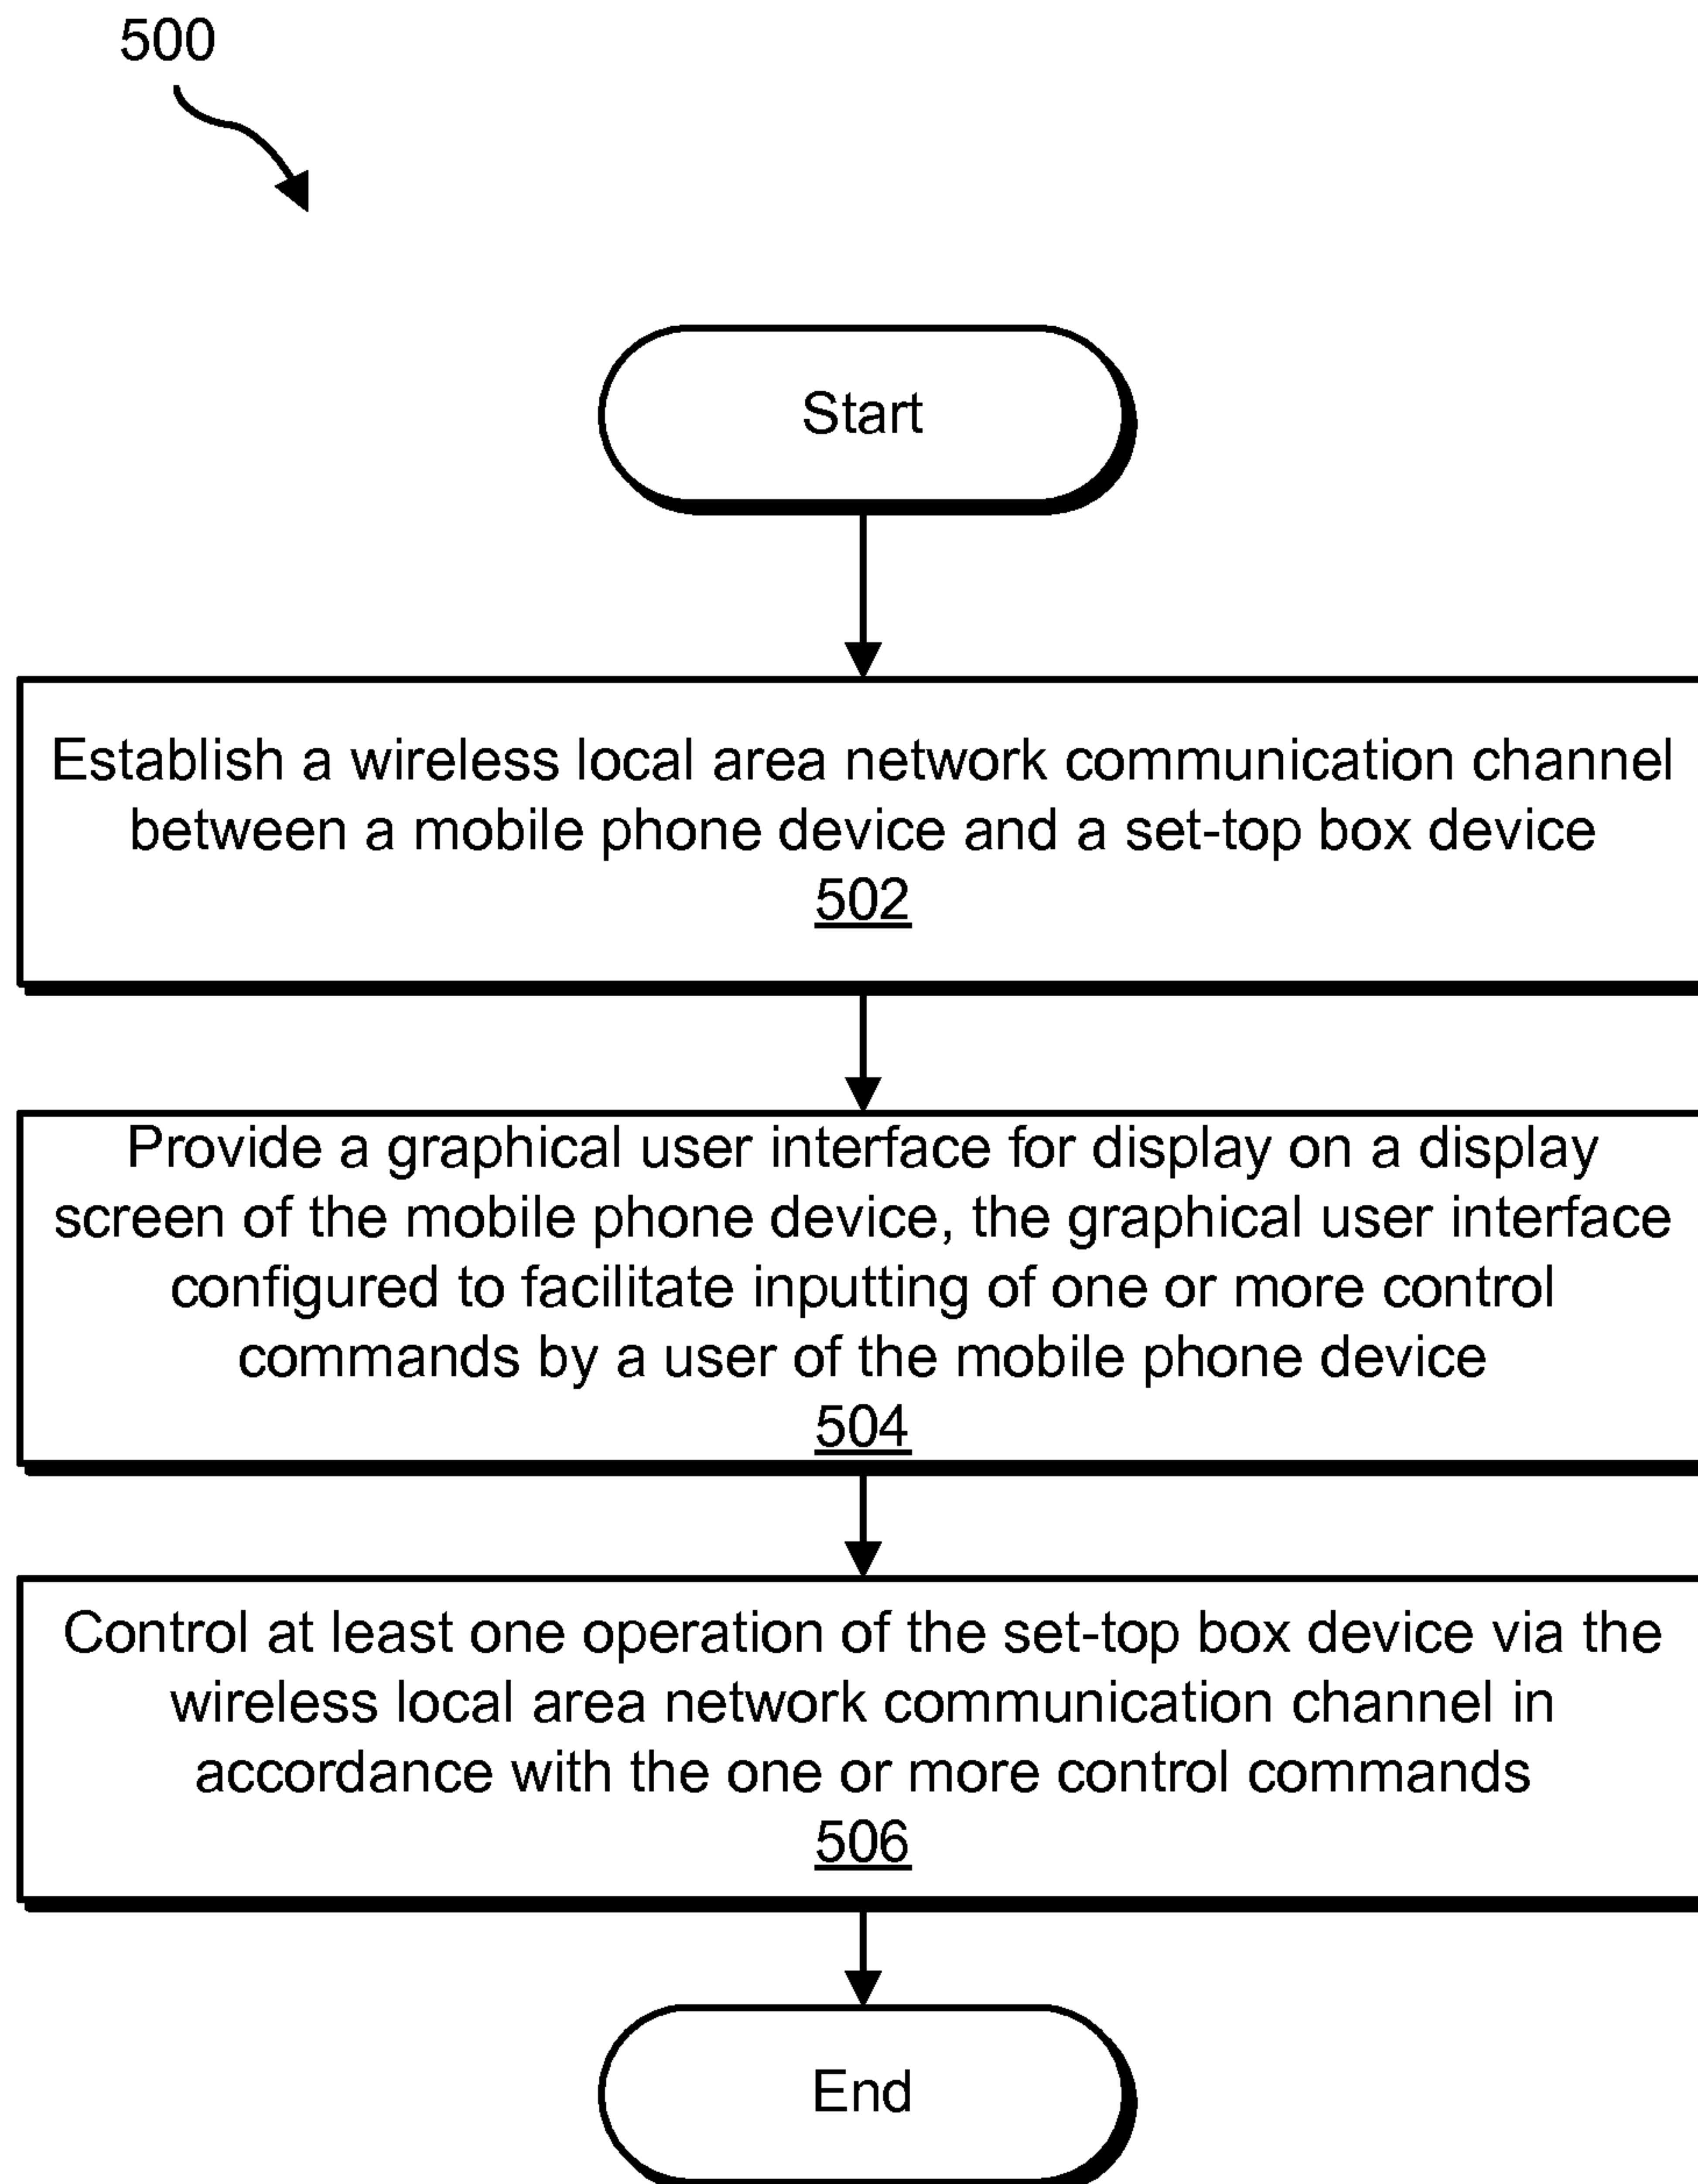 500
Start
Establish a wireless local area network communication channel
between a mobile phone device and a set-top box device
502
Provide a graphical user interface for display on a display
screen of the mobile phone device, the graphical user interface
configured to facilitate inputting of one or more control
commands by a user of the mobile phone device
504
Control at least one operation of the set-top box device via the
wireless local area network communication channel in
accordance with the one or more control commands
506
End